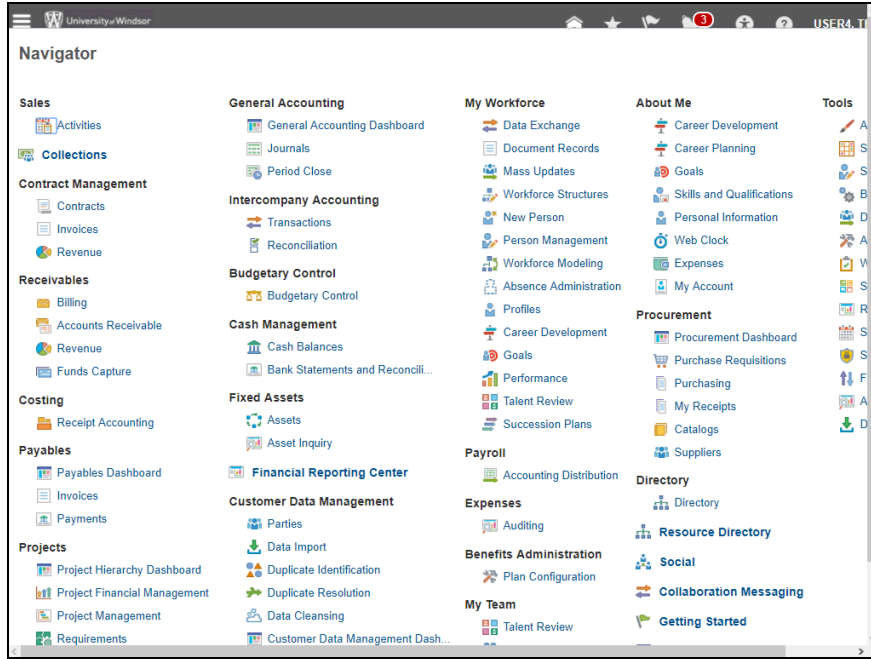 University of Windsor
3
USER4, T
Navigator
Sales
Activities
Collections
Contract Management
Contracts
Invoices
Revenue
Receivables
Billing
Accounts Receivable
Revenue
Funds Capture
Costing
Receipt Accounting
Payables
Payables Dashboard
Invoices
Payments
Projects
Project Hierarchy Dashboard
Project Financial Management
Project Management
Requirements
General Accounting
General Accounting Dashboard
Journals
Period Close
Intercompany Accounting
Transactions
Reconciliation
Budgetary Control
Budgetary Control
Cash Management
Cash Balances
Bank Statements and Reconcili...
Fixed Assets
Assets
Asset Inquiry
Financial Reporting Center
Customer Data Management
Parties
Data Import
Duplicate Identification
Duplicate Resolution
Data Cleansing
Customer Data Management Dash...
My Workforce
Data Exchange
Document Records
Mass Updates
Workforce Structures
New Person
Person Management
Workforce Modeling
Absence Administration
Profiles
Career Development
Goals
Performance
Talent Review
Succession Plans
Payroll
Accounting Distribution
Expenses
Auditing
Benefits Administration
Plan Configuration
My Team
Talent Review
About Me
Career Development
Career Planning
Goals
Skills and Qualifications
Personal Information
Web Clock
Expenses
My Account
Procurement
Procurement Dashboard
Purchase Requisitions
Purchasing
My Receipts
Catalogs
Suppliers
Directory
Directory
Resource Directory
Social
Collaboration Messaging
Getting Started
Tools
A
S
S
B
D
A
W
S
R
S
S
F
A
D